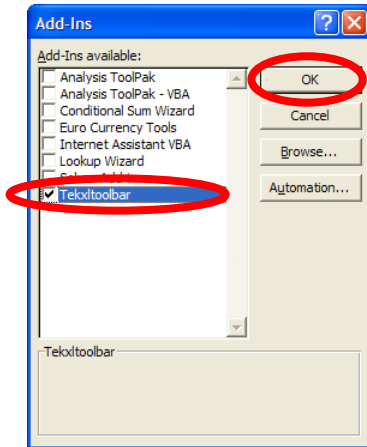 Add-Ins
Add-Ins available:
Analysis ToolPak
Analysis ToolPak - VBA
Conditional Sum Wizard
Euro Currency Tools
Internet Assistant VBA
Lookup Wizard
Tekxltoolbar
OK
Cancel
Browse...
Automation...
Tekxltoolbar